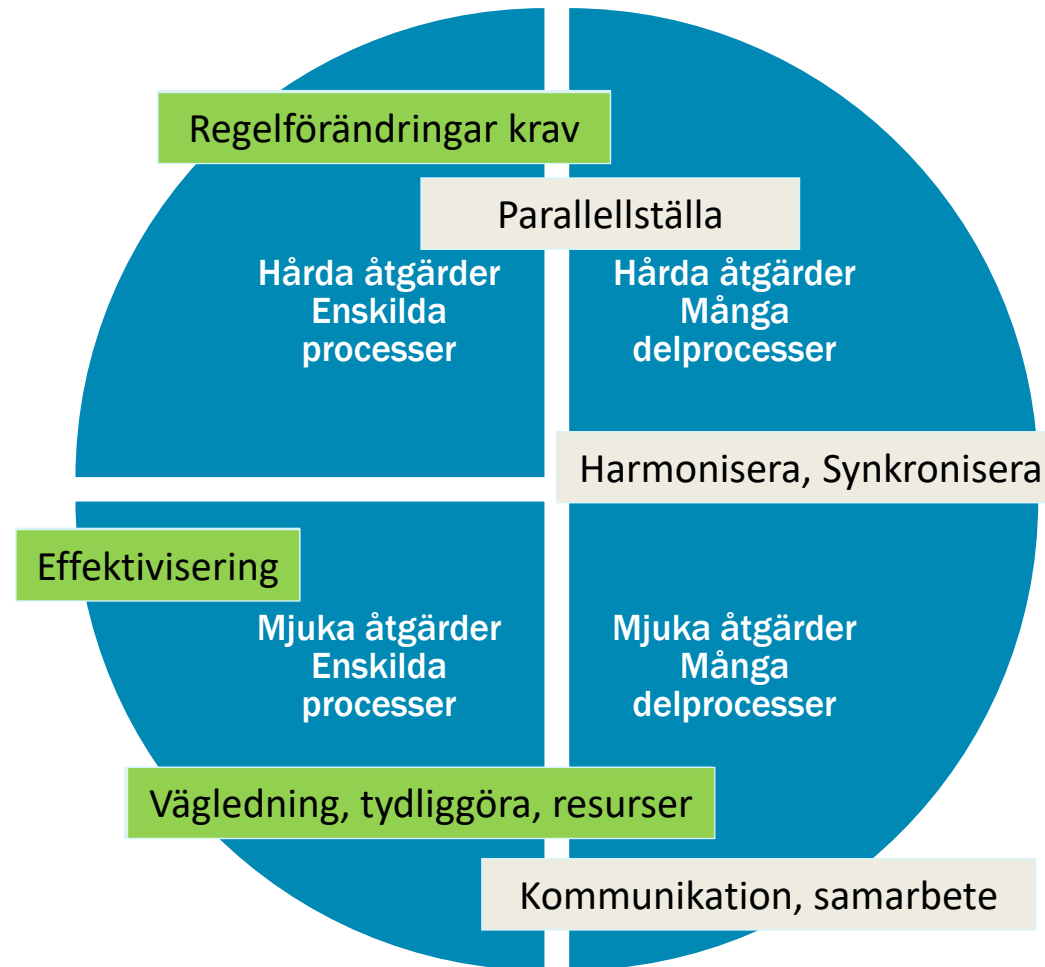 Regelförändringar krav
Parallellställa
Hårda åtgärder
Enskilda
processer
Hårda åtgärder
Många
delprocesser
Harmonisera, Synkronisera
Effektivisering
Mjuka åtgärder
Enskilda
processer
Mjuka åtgärder
Många
delprocesser
Vägledning, tydliggöra, resurser
Kommunikation, samarbete